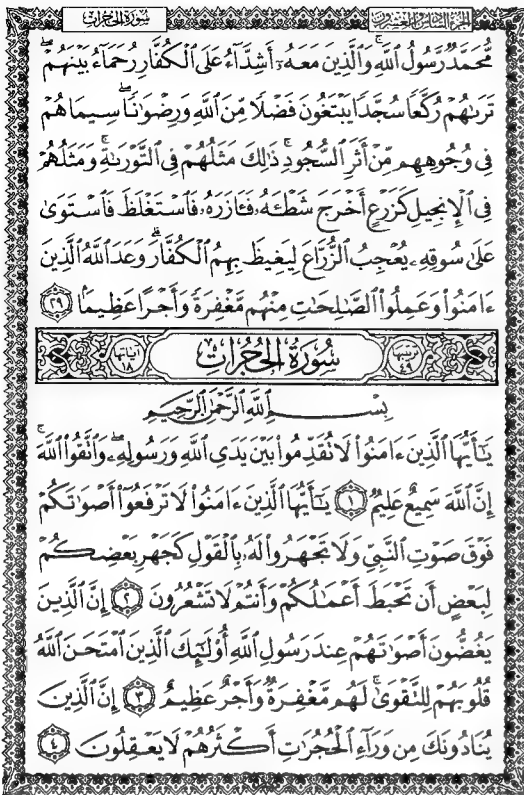 الجزء السادس والعشرون
سورة الحجرات
مُّحَمَّدٌ رَّسُولُ ٱللَّهِ وَٱلَّذِينَ مَعَهُۥٓ أَشِدَّآءُ عَلَى ٱلْكُفَّارِ رُحَمَآءُ بَيْنَهُمْ ۖ
تَرَىٰهُمْ رُكَّعًا سُجَّدًا يَبْتَغُونَ فَضْلًا مِّنَ ٱللَّهِ وَرِضْوَٰنًا ۖ سِيمَاهُمْ
فِى وُجُوهِهِم مِّنْ أَثَرِ ٱلسُّجُودِ ۚ ذَٰلِكَ مَثَلُهُمْ فِى ٱلتَّوْرَىٰةِ ۚ وَمَثَلُهُمْ
فِى ٱلْإِنجِيلِ كَزَرْعٍ أَخْرَجَ شَطْـَٔهُۥ فَـَٔازَرَهُۥ فَٱسْتَغْلَظَ فَٱسْتَوَىٰ
عَلَىٰ سُوقِهِۦ يُعْجِبُ ٱلزُّرَّاعَ لِيَغِيظَ بِهِمُ ٱلْكُفَّارَ ۗ وَعَدَ ٱللَّهُ ٱلَّذِينَ
ءَامَنُوا۟ وَعَمِلُوا۟ ٱلصَّـٰلِحَـٰتِ مِنْهُم مَّغْفِرَةً وَأَجْرًا عَظِيمًۢا ٢٩
ترتيبها ٤٩ سُورَةُ الحُجُرَاتِ آياتها ١٨
بِسْمِ ٱللَّهِ ٱلرَّحْمَـٰنِ ٱلرَّحِيمِ
يَـٰٓأَيُّهَا ٱلَّذِينَ ءَامَنُوا۟ لَا تُقَدِّمُوا۟ بَيْنَ يَدَىِ ٱللَّهِ وَرَسُولِهِۦ ۖ وَٱتَّقُوا۟ ٱللَّهَ ۚ
إِنَّ ٱللَّهَ سَمِيعٌ عَلِيمٌ ١ يَـٰٓأَيُّهَا ٱلَّذِينَ ءَامَنُوا۟ لَا تَرْفَعُوٓا۟ أَصْوَٰتَكُمْ
فَوْقَ صَوْتِ ٱلنَّبِىِّ وَلَا تَجْهَرُوا۟ لَهُۥ بِٱلْقَوْلِ كَجَهْرِ بَعْضِكُمْ
لِبَعْضٍ أَن تَحْبَطَ أَعْمَـٰلُكُمْ وَأَنتُمْ لَا تَشْعُرُونَ ٢ إِنَّ ٱلَّذِينَ
يَغُضُّونَ أَصْوَٰتَهُمْ عِندَ رَسُولِ ٱللَّهِ أُو۟لَـٰٓئِكَ ٱلَّذِينَ ٱمْتَحَنَ ٱللَّهُ
قُلُوبَهُمْ لِلتَّقْوَىٰ ۚ لَهُم مَّغْفِرَةٌ وَأَجْرٌ عَظِيمٌ ٣ إِنَّ ٱلَّذِينَ
يُنَادُونَكَ مِن وَرَآءِ ٱلْحُجُرَٰتِ أَكْثَرُهُمْ لَا يَعْقِلُونَ ٤